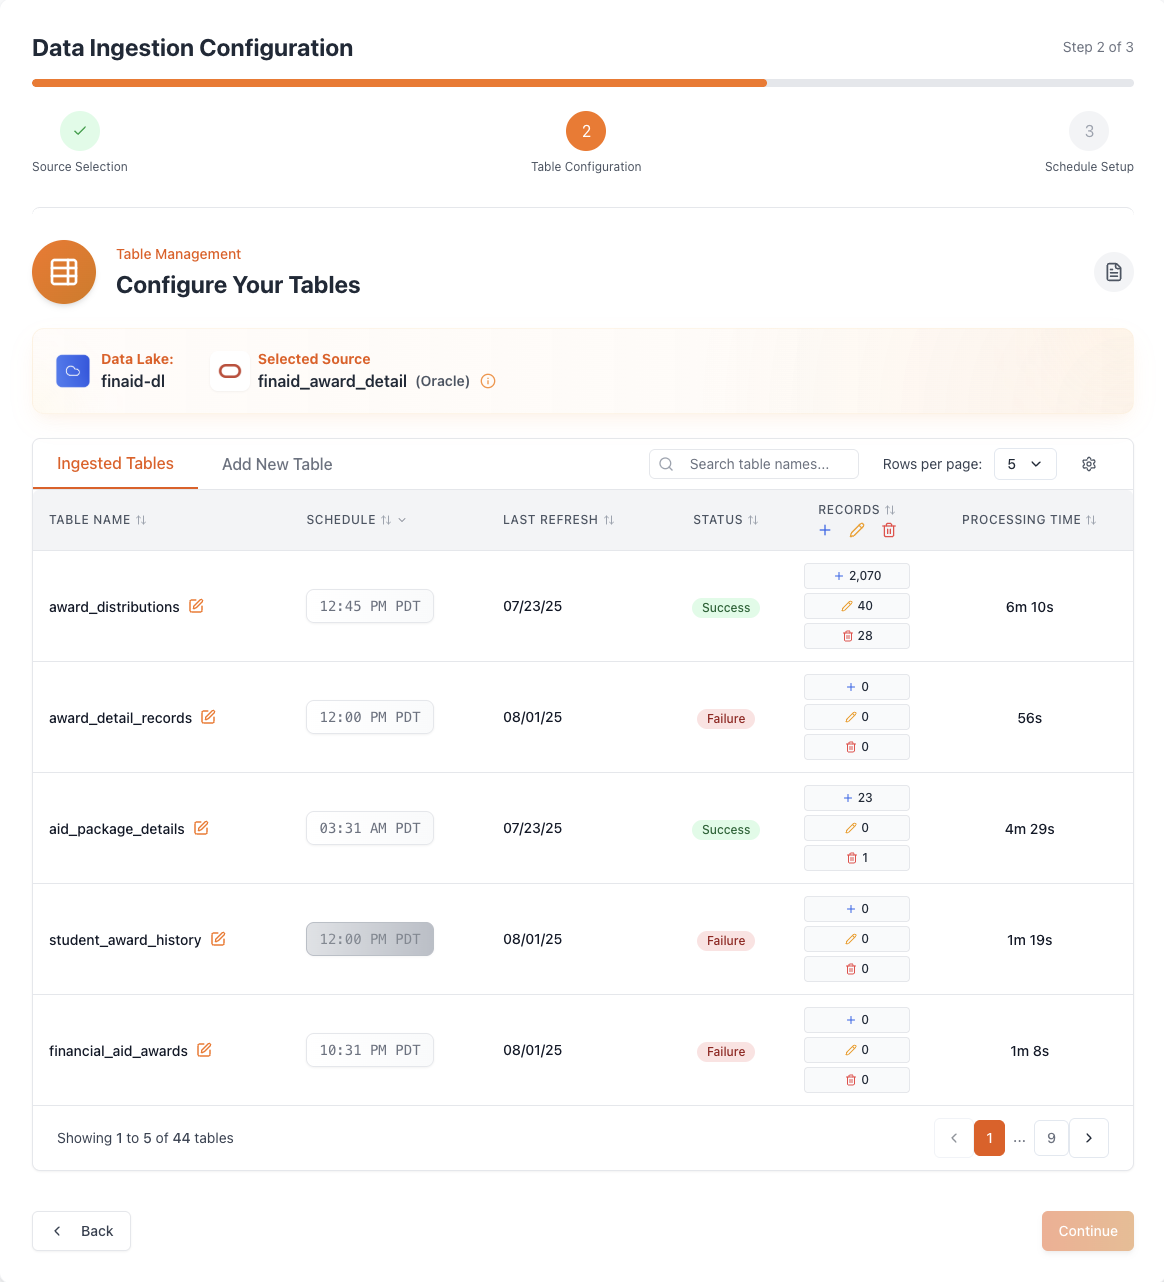 Data Ingestion Configuration
Step 2 of 3
2
3
Source Selection
Table Configuration
Schedule Setup
Table Management
Configure Your Tables
Data Lake:
finaid-dl
Selected Source
finaid_award_detail (Oracle)
Ingested Tables
Add New Table
Search table names...
Rows per page:
5
TABLE NAME
SCHEDULE
LAST REFRESH
STATUS
RECORDS
PROCESSING TIME
award_distributions
12:45 PM PDT
07/23/25
Success
+ 2,070
40
28
6m 10s
award_detail_records
12:00 PM PDT
08/01/25
Failure
+ 0
0
0
56s
aid_package_details
03:31 AM PDT
07/23/25
Success
+ 23
0
1
4m 29s
student_award_history
12:00 PM PDT
08/01/25
Failure
+ 0
0
0
1m 19s
financial_aid_awards
10:31 PM PDT
08/01/25
Failure
+ 0
0
0
1m 8s
Showing 1 to 5 of 44 tables
1 ... 9
Back
Continue